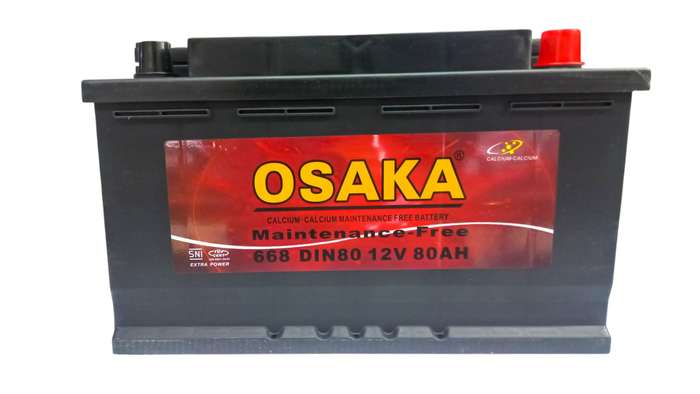 OSAKA®
CALCIUM-CALCIUM
CALCIUM-CALCIUM MAINTENANCE FREE BATTERY
Maintenance-Free
668 DIN80 12V 80AH
SNI
EXTRA POWER